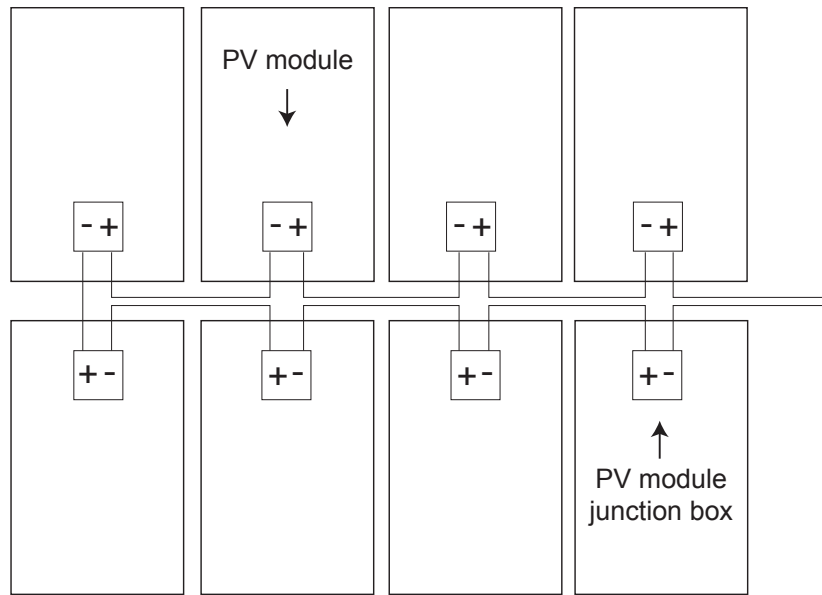 PV module
- +
- +
- +
- +
+ -
+ -
+ -
+ -
PV module
junction box